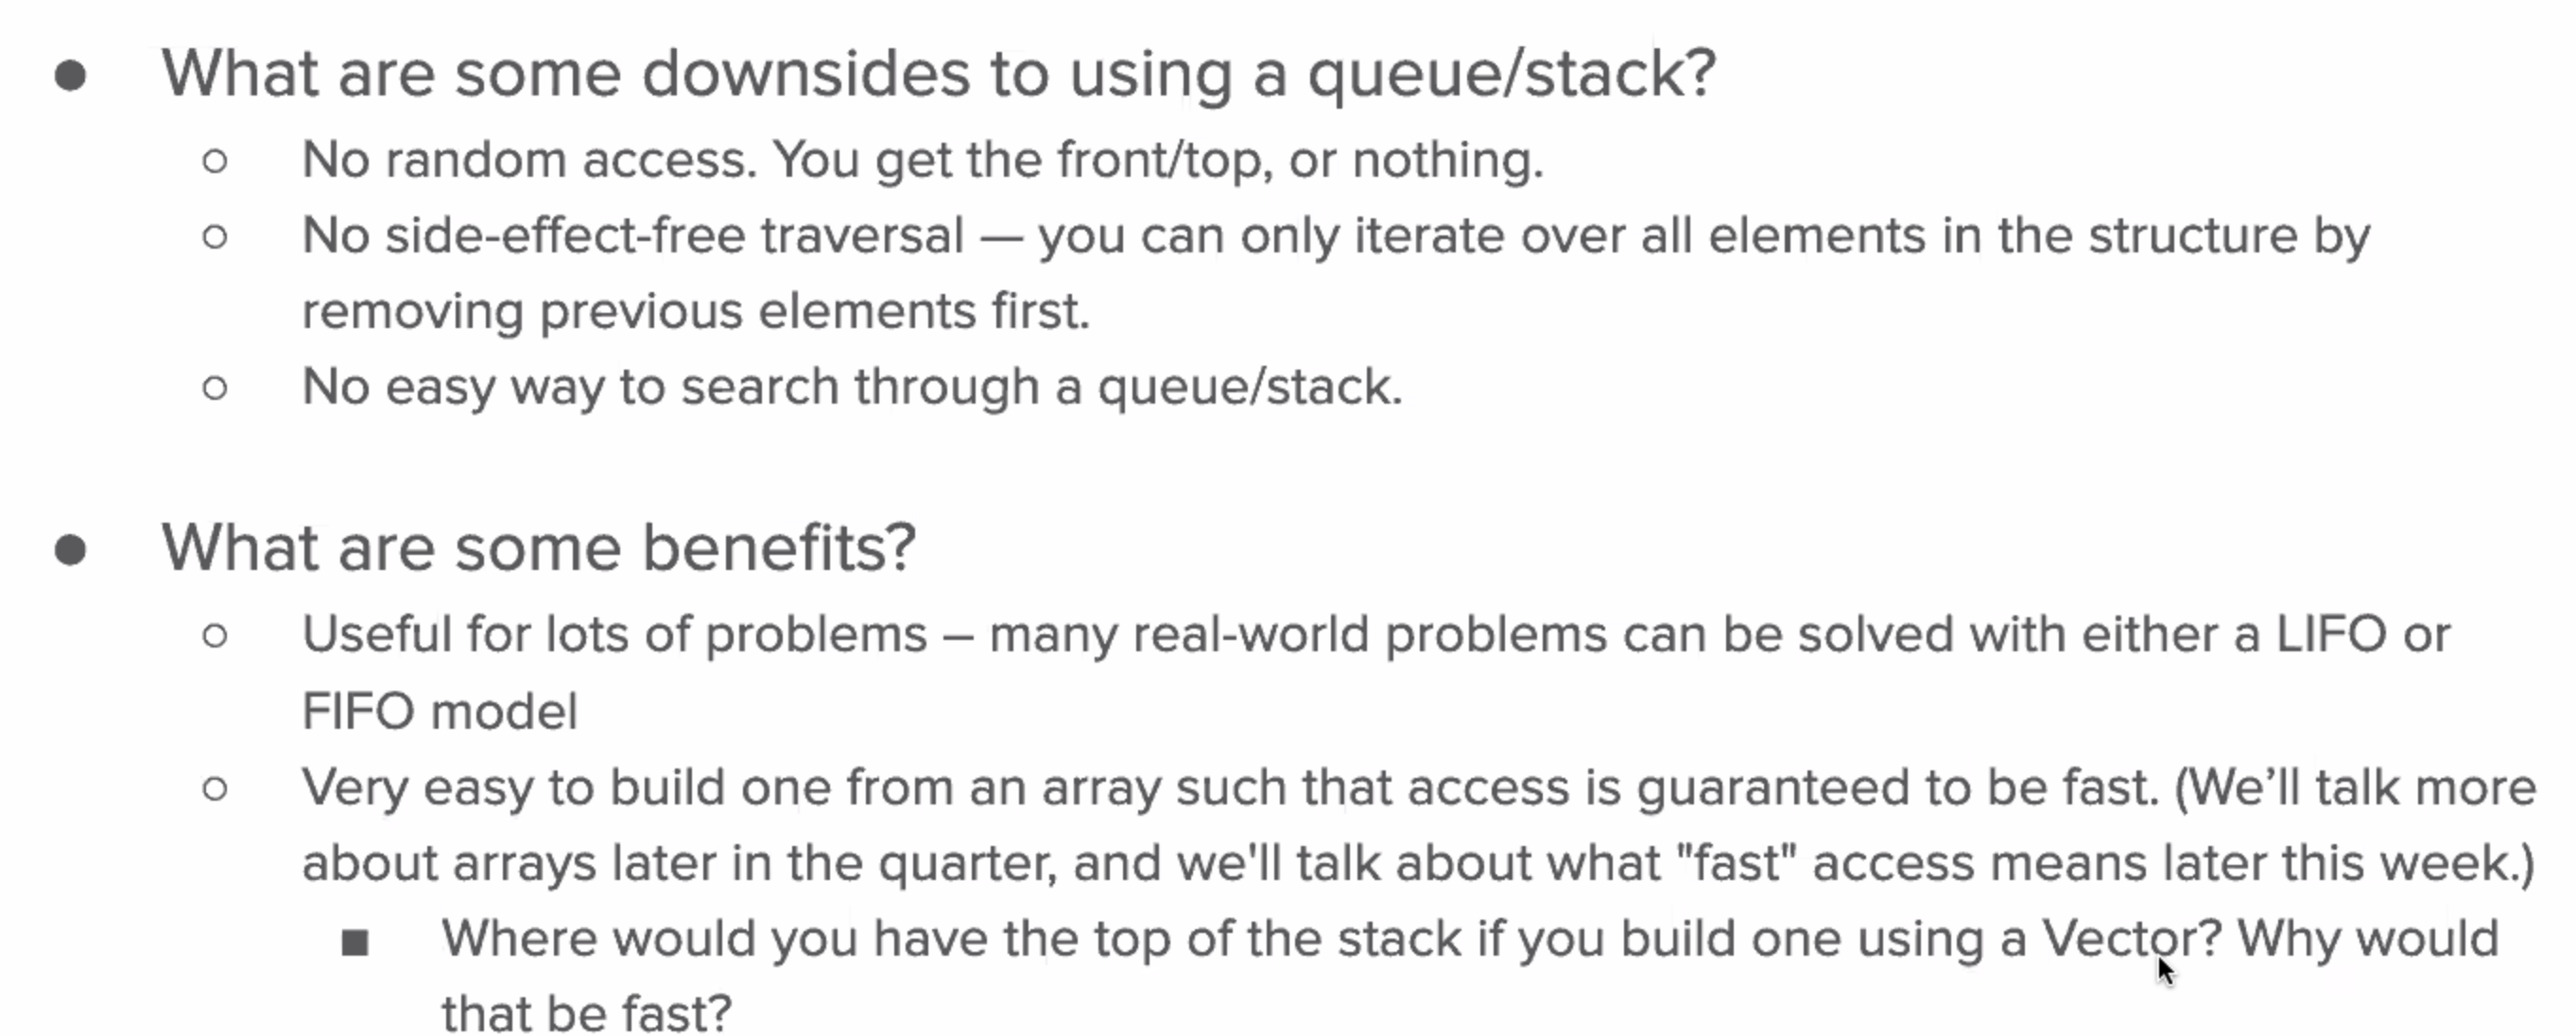 ● What are some downsides to using a queue/stack?
○ No random access. You get the front/top, or nothing.
○ No side-effect-free traversal — you can only iterate over all elements in the structure by
removing previous elements first.
○ No easy way to search through a queue/stack.
● What are some benefits?
○ Useful for lots of problems – many real-world problems can be solved with either a LIFO or
FIFO model
○ Very easy to build one from an array such that access is guaranteed to be fast. (We’ll talk more
about arrays later in the quarter, and we'll talk about what "fast" access means later this week.)
■ Where would you have the top of the stack if you build one using a Vector? Why would
that be fast?